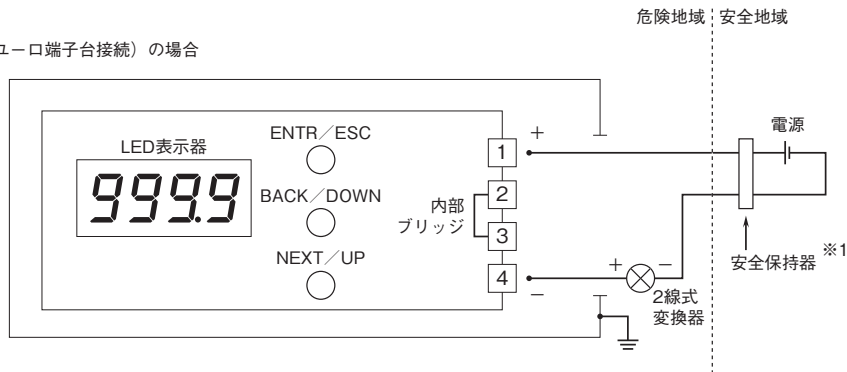 危険地域 安全地域
ユーロ端子台接続）の場合
電源
LED表示器
999.9
ENTR／ESC
BACK／DOWN
NEXT／UP
内部
ブリッジ
1
2
3
4
+
−
+ −
2線式
変換器
安全保持器 ※1